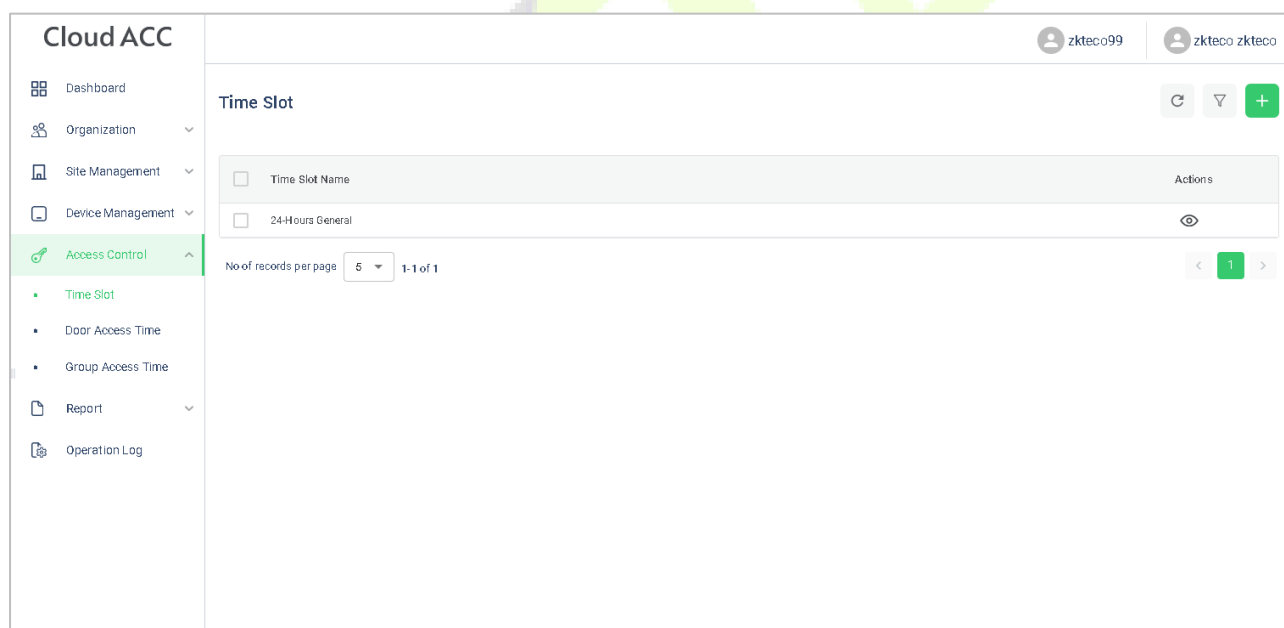 Cloud ACC
zkteco99
zkteco zkteco
Dashboard
Organization
Site Management
Device Management
Access Control
Time Slot
Door Access Time
Group Access Time
Report
Operation Log
Time Slot
Time Slot Name
Actions
24-Hours General
No of records per page 5 1-1 of 1
1